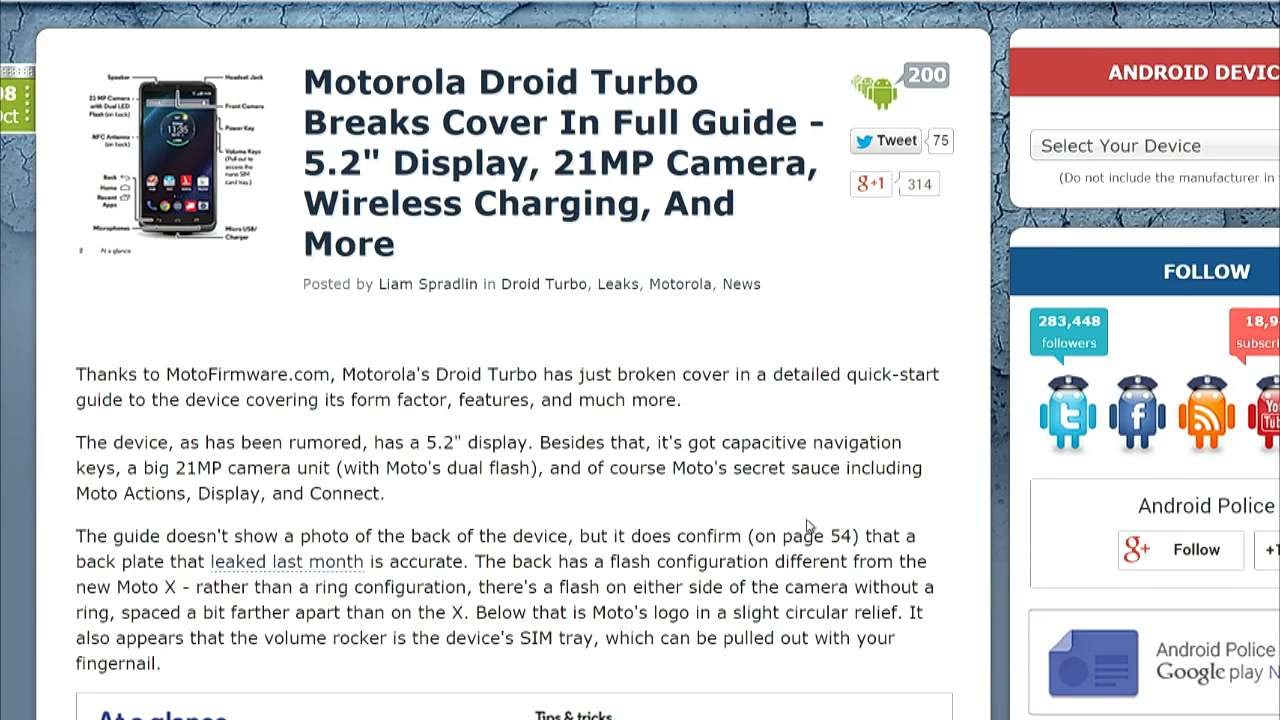 08
Oct
Speaker
Headset Jack
21 MP Camera
with Dual LED
Flash (on back)
Front Camera
Power Key
NFC Antenna
(on back)
Volume Keys
(Pull out to
access the
nano SIM
card tray.)
11:35
Back
Home
Recent
Apps
Microphones
Micro USB/
Charger
2 At a glance
Motorola Droid Turbo
Breaks Cover In Full Guide -
5.2" Display, 21MP Camera,
Wireless Charging, And
More
Posted by Liam Spradlin in Droid Turbo, Leaks, Motorola, News
200
Tweet 75
g+1 314
Thanks to MotoFirmware.com, Motorola's Droid Turbo has just broken cover in a detailed quick-start
guide to the device covering its form factor, features, and much more.
The device, as has been rumored, has a 5.2" display. Besides that, it's got capacitive navigation
keys, a big 21MP camera unit (with Moto's dual flash), and of course Moto's secret sauce including
Moto Actions, Display, and Connect.
The guide doesn't show a photo of the back of the device, but it does confirm (on page 54) that a
back plate that leaked last month is accurate. The back has a flash configuration different from the
new Moto X - rather than a ring configuration, there's a flash on either side of the camera without a
ring, spaced a bit farther apart than on the X. Below that is Moto's logo in a slight circular relief. It
also appears that the volume rocker is the device's SIM tray, which can be pulled out with your
fingernail.
At a glance
Tips & tricks
ANDROID DEVIC
Select Your Device
(Do not include the manufacturer in
FOLLOW
283,448
followers
18,9
subscri
You
Tub
Android Police
g+ Follow
+1
Android Police
Google play N